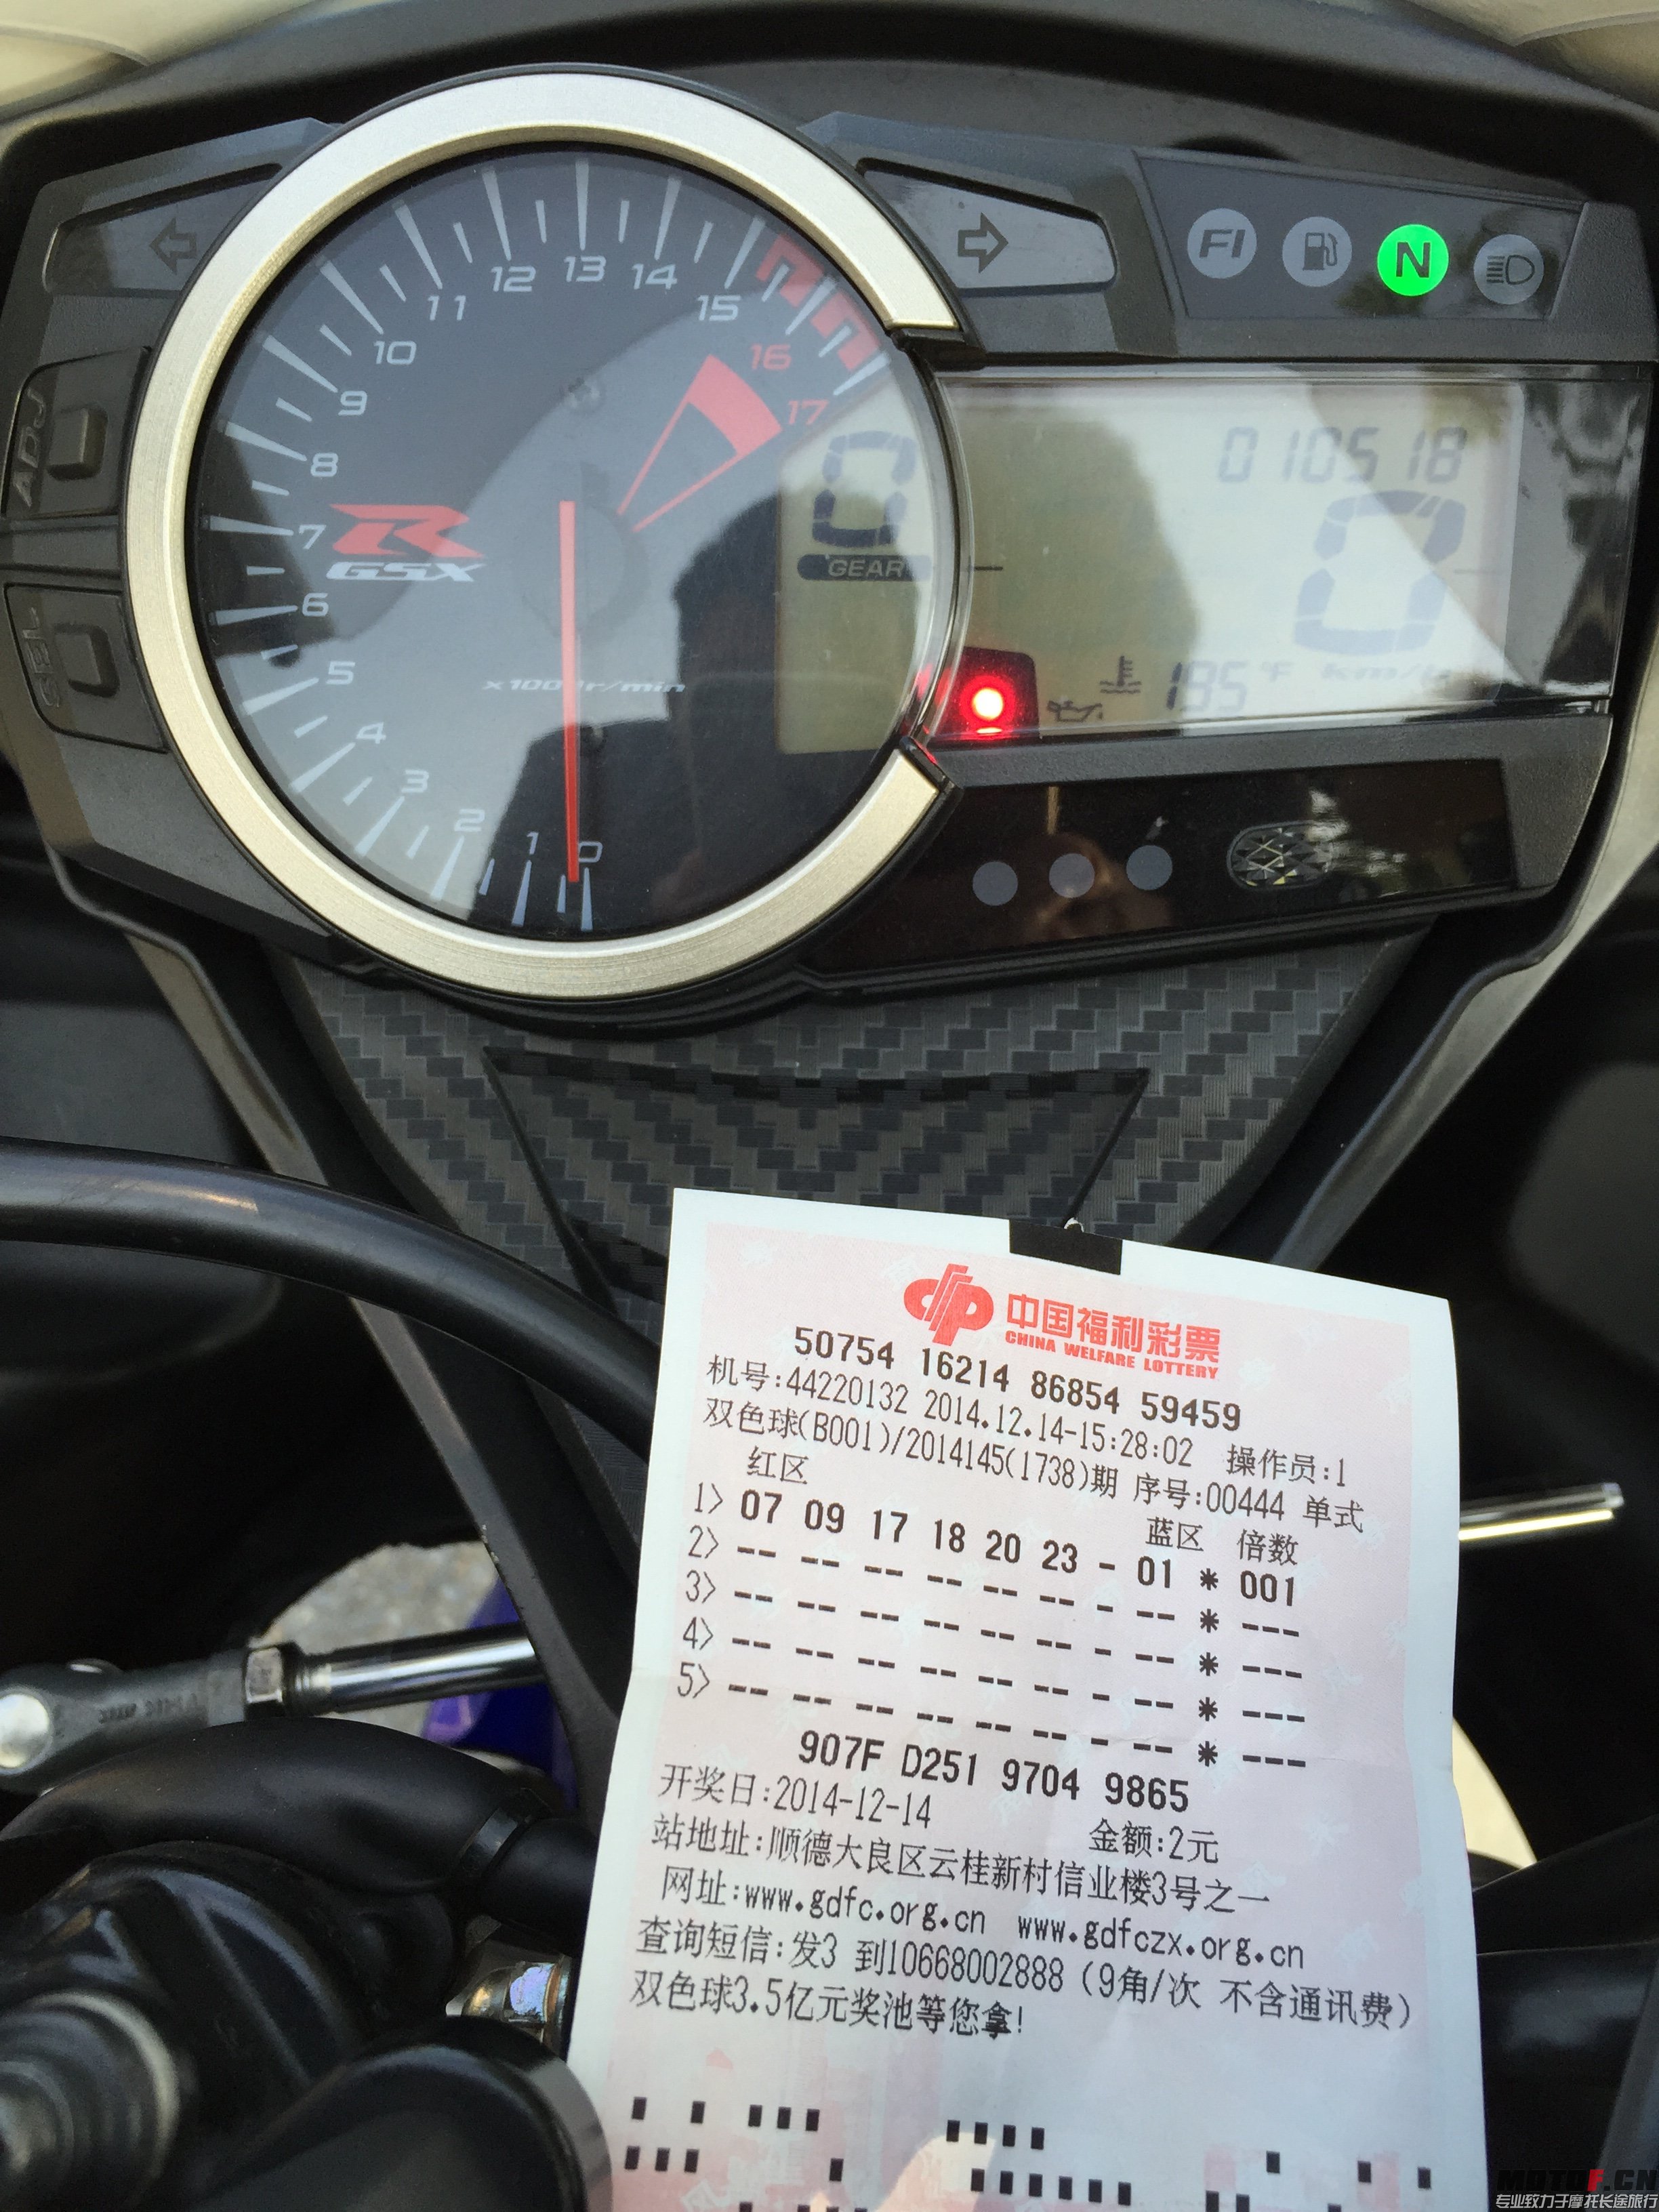 FI
N
ADJ
SEL
0
1
2
3
4
5
6
7
8
9
10
11
12
13
14
15
16
17
R
GSX
r/min
0
GEAR
010518
0
km/h
195 °F
中国福利彩票
CHINA WELFARE LOTTERY
50754 16214 86854 59459
机号:44220132 2014.12.14-15:28:02 操作员:1
双色球(B001)/2014145(1738)期 序号:00444 单式
红区 蓝区 倍数
1> 07 09 17 18 20 23 - 01 * 001
2> -- -- -- -- -- -- - -- * ---
3> -- -- -- -- -- -- - -- * ---
4> -- -- -- -- -- -- - -- * ---
5> -- -- -- -- -- -- - -- * ---
907F D251 9704 9865
开奖日:2014-12-14 金额:2元
站地址:顺德大良区云桂新村信业楼3号之一
网址:www.gdfc.org.cn www.gdfczx.org.cn
查询短信:发3 到10668002888(9角/次 不含通讯费)
双色球3.5亿元奖池等您拿!
MOTOF.CN
专业致力于摩托长途旅行